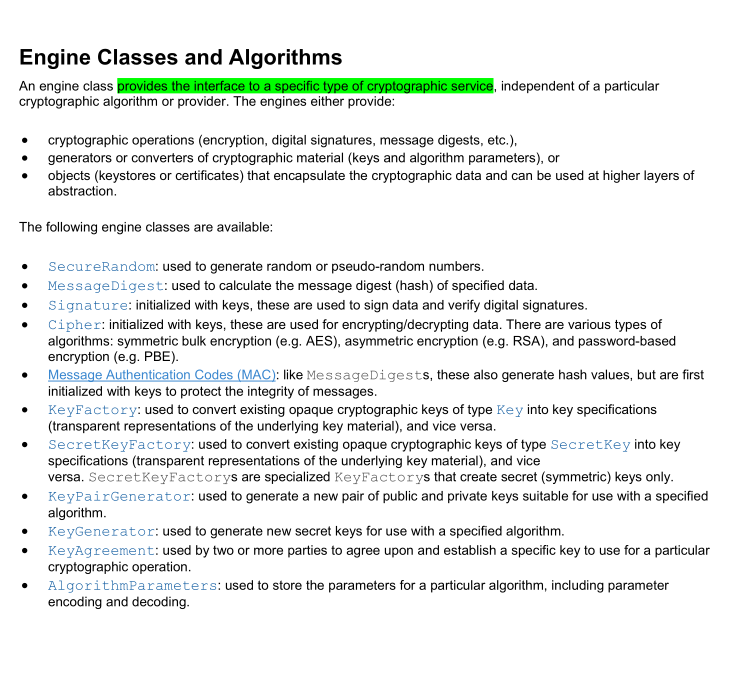 Engine Classes and Algorithms
An engine class provides the interface to a specific type of cryptographic service, independent of a particular
cryptographic algorithm or provider. The engines either provide:
• cryptographic operations (encryption, digital signatures, message digests, etc.),
• generators or converters of cryptographic material (keys and algorithm parameters), or
• objects (keystores or certificates) that encapsulate the cryptographic data and can be used at higher layers of
abstraction.
The following engine classes are available:
• SecureRandom: used to generate random or pseudo-random numbers.
• MessageDigest: used to calculate the message digest (hash) of specified data.
• Signature: initialized with keys, these are used to sign data and verify digital signatures.
• Cipher: initialized with keys, these are used for encrypting/decrypting data. There are various types of
algorithms: symmetric bulk encryption (e.g. AES), asymmetric encryption (e.g. RSA), and password-based
encryption (e.g. PBE).
• Message Authentication Codes (MAC): like MessageDigests, these also generate hash values, but are first
initialized with keys to protect the integrity of messages.
• KeyFactory: used to convert existing opaque cryptographic keys of type Key into key specifications
(transparent representations of the underlying key material), and vice versa.
• SecretKeyFactory: used to convert existing opaque cryptographic keys of type SecretKey into key
specifications (transparent representations of the underlying key material), and vice
versa. SecretKeyFactorys are specialized KeyFactorys that create secret (symmetric) keys only.
• KeyPairGenerator: used to generate a new pair of public and private keys suitable for use with a specified
algorithm.
• KeyGenerator: used to generate new secret keys for use with a specified algorithm.
• KeyAgreement: used by two or more parties to agree upon and establish a specific key to use for a particular
cryptographic operation.
• AlgorithmParameters: used to store the parameters for a particular algorithm, including parameter
encoding and decoding.